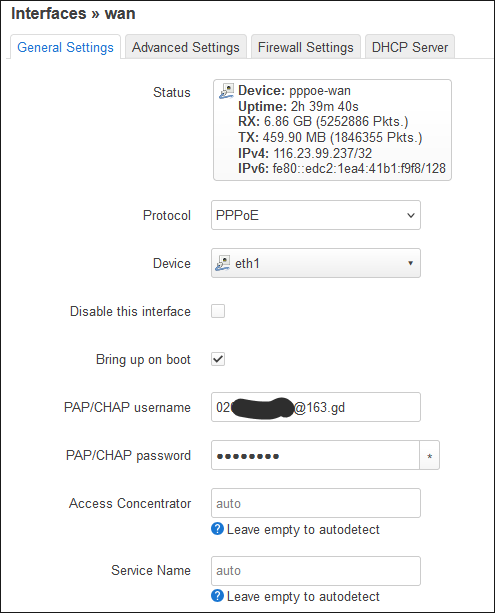 Interfaces » wan
General Settings Advanced Settings Firewall Settings DHCP Server
Status
Device: pppoe-wan
Uptime: 2h 39m 40s
RX: 6.86 GB (5252886 Pkts.)
TX: 459.90 MB (1846355 Pkts.)
IPv4: 116.23.99.237/32
IPv6: fe80::edc2:1ea4:41b1:f9f8/128
Protocol PPPoE
Device eth1
Disable this interface
Bring up on boot
PAP/CHAP username 02 @163.gd
PAP/CHAP password ●●●●●●●● *
Access Concentrator auto
Leave empty to autodetect
Service Name auto
Leave empty to autodetect